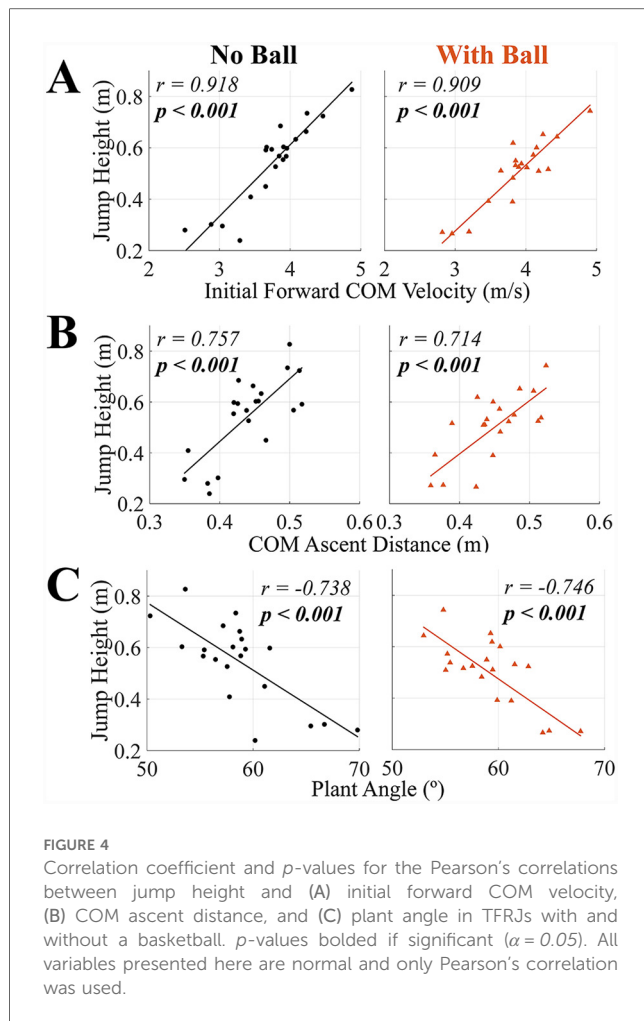 No Ball With Ball
A
Jump Height (m)
0.8
0.6
0.4
0.2
r = 0.918
p < 0.001
r = 0.909
p < 0.001
2 3 4 5 2 3 4 5
Initial Forward COM Velocity (m/s)
B
Jump Height (m)
0.8
0.6
0.4
0.2
r = 0.757
p < 0.001
r = 0.714
p < 0.001
0.3 0.4 0.5 0.6 0.3 0.4 0.5 0.6
COM Ascent Distance (m)
C
Jump Height (m)
0.8
0.6
0.4
0.2
r = -0.738
p < 0.001
r = -0.746
p < 0.001
50 60 70 50 60 70
Plant Angle (º)
FIGURE 4
Correlation coefficient and p-values for the Pearson's correlations
between jump height and (A) initial forward COM velocity,
(B) COM ascent distance, and (C) plant angle in TFRJs with and
without a basketball. p-values bolded if significant (α = 0.05). All
variables presented here are normal and only Pearson's correlation
was used.